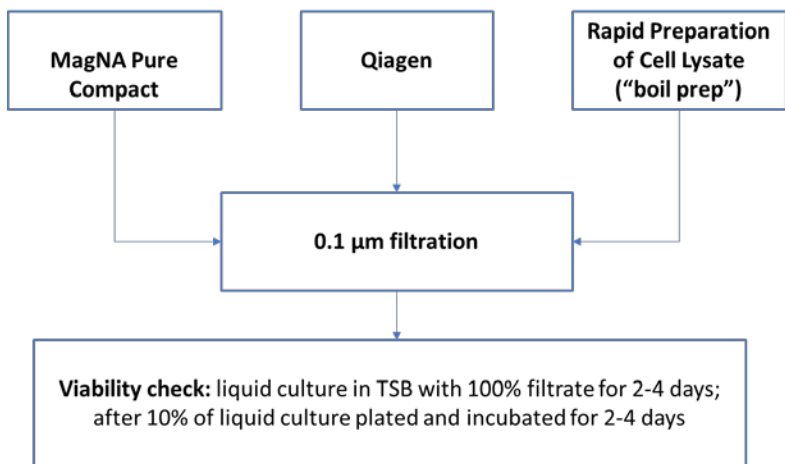 MagNA Pure
Compact
Qiagen
Rapid Preparation
of Cell Lysate
(“boil prep”)
0.1 µm filtration
Viability check: liquid culture in TSB with 100% filtrate for 2-4 days;
after 10% of liquid culture plated and incubated for 2-4 days